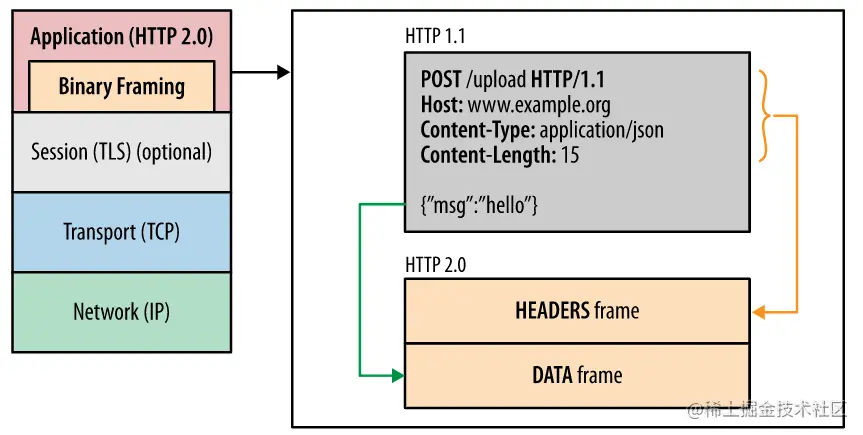 Application (HTTP 2.0)
Binary Framing
Session (TLS) (optional)
Transport (TCP)
Network (IP)
HTTP 1.1
POST /upload HTTP/1.1
Host: www.example.org
Content-Type: application/json
Content-Length: 15
{”msg”:”hello”}
HTTP 2.0
HEADERS frame
DATA frame
@稀土掘金技术社区